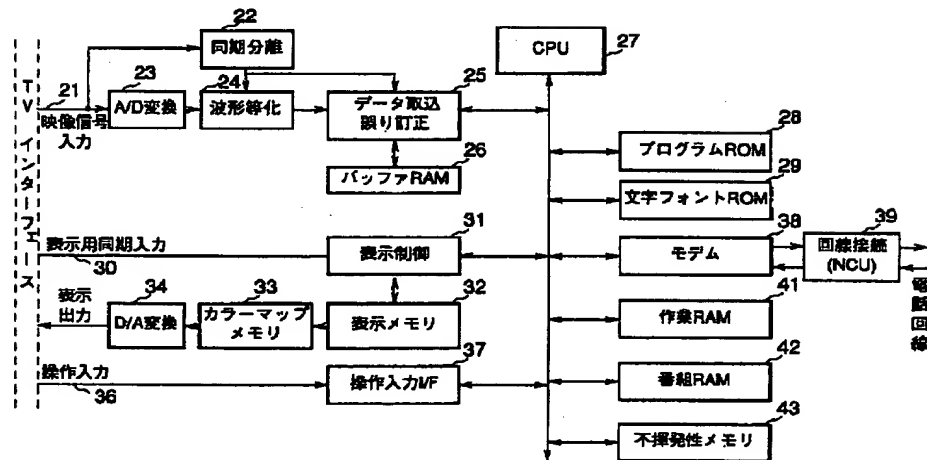 TV インターフェース
21
映像信号
入力
22
同期分離
23
A/D変換
24
波形等化
25
データ取込
誤り訂正
26
バッファRAM
27
CPU
28
プログラムROM
29
文字フォントROM
38
モデム
39
回線接続
(NCU)
電話回線
41
作業RAM
42
番組RAM
43
不揮発性メモリ
表示用同期入力
30
31
表示制御
32
表示メモリ
33
カラーマップ
メモリ
34
D/A変換
表示
出力
操作入力
36
37
操作入力I/F